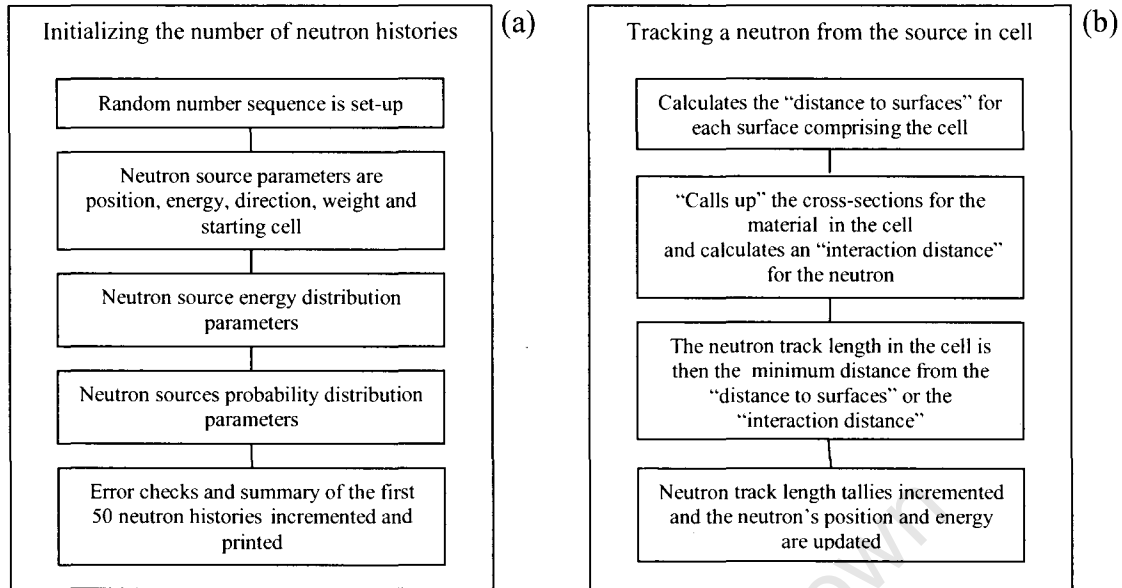 Initializing the number of neutron histories
(a)
Random number sequence is set-up
Neutron source parameters are
position, energy, direction, weight and
starting cell
Neutron source energy distribution
parameters
Neutron sources probability distribution
parameters
Error checks and summary of the first
50 neutron histories incremented and
printed
Tracking a neutron from the source in cell
(b)
Calculates the “distance to surfaces” for
each surface comprising the cell
“Calls up” the cross-sections for the
material in the cell
and calculates an “interaction distance”
for the neutron
The neutron track length in the cell is
then the minimum distance from the
“distance to surfaces” or the
“interaction distance”
Neutron track length tallies incremented
and the neutron’s position and energy
are updated